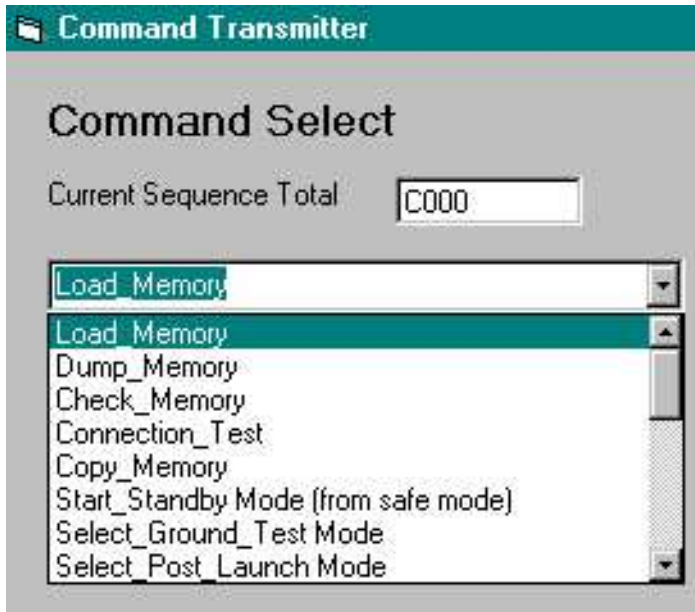 Command Transmitter
Command Select
Current Sequence Total C000
Load_Memory
Load_Memory
Dump_Memory
Check_Memory
Connection_Test
Copy_Memory
Start_Standby Mode (from safe mode)
Select_Ground_Test Mode
Select_Post_Launch Mode